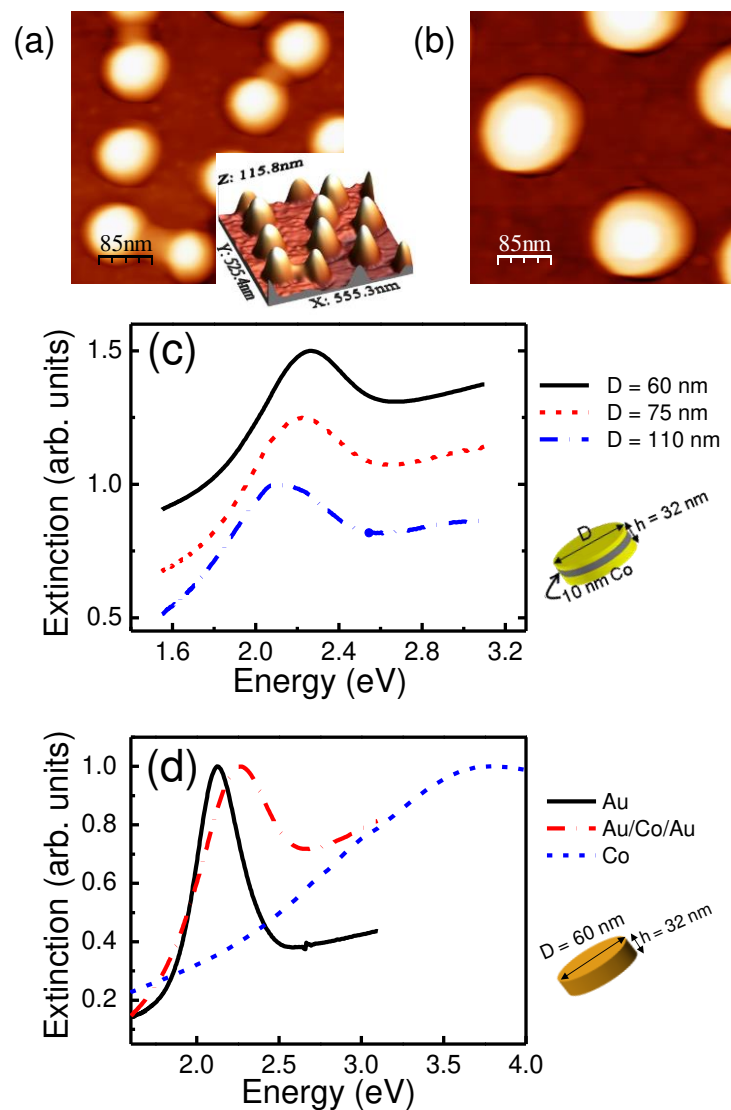 (a)
(b)
85nm
Z: 115.8nm
Y: 525.4nm
X: 555.3nm
85nm
(c)
Extinction (arb. units)
1.5
1.0
0.5
1.6 2.0 2.4 2.8 3.2
Energy (eV)
D = 60 nm
D = 75 nm
D = 110 nm
D
h = 32 nm
10 nm Co
(d)
Extinction (arb. units)
1.0
0.8
0.6
0.4
0.2
2.0 2.5 3.0 3.5 4.0
Energy (eV)
Au
Au/Co/Au
Co
D = 60 nm
h = 32 nm